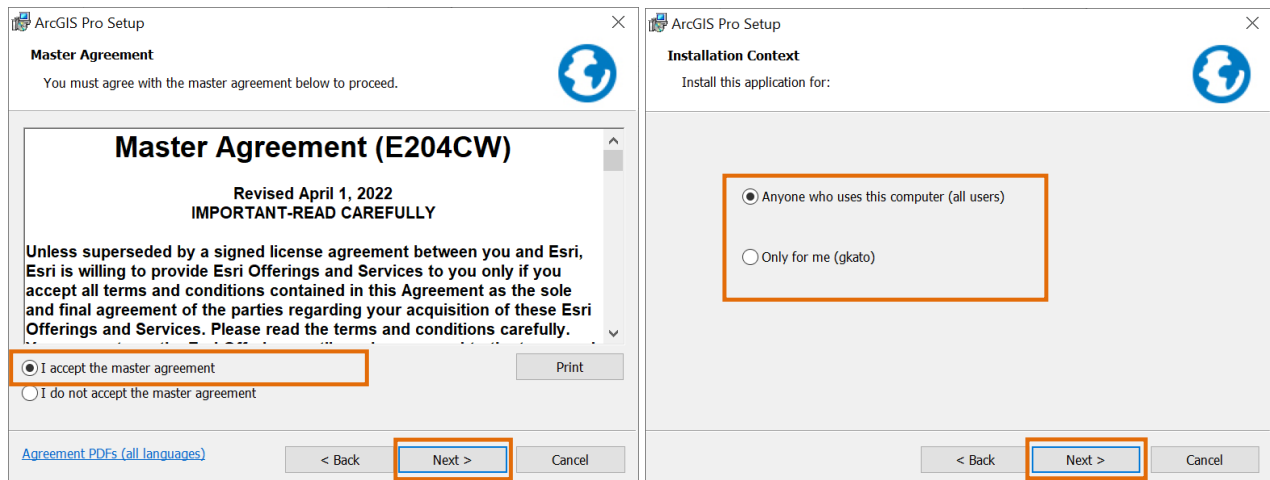 ArcGIS Pro Setup
Master Agreement
You must agree with the master agreement below to proceed.
Master Agreement (E204CW)
Revised April 1, 2022
IMPORTANT-READ CAREFULLY
Unless superseded by a signed license agreement between you and Esri,
Esri is willing to provide Esri Offerings and Services to you only if you
accept all terms and conditions contained in this Agreement as the sole
and final agreement of the parties regarding your acquisition of these Esri
Offerings and Services. Please read the terms and conditions carefully.
I accept the master agreement
Print
I do not accept the master agreement
Agreement PDFs (all languages)
< Back
Next >
Cancel
ArcGIS Pro Setup
Installation Context
Install this application for:
Anyone who uses this computer (all users)
Only for me (gkato)
< Back
Next >
Cancel